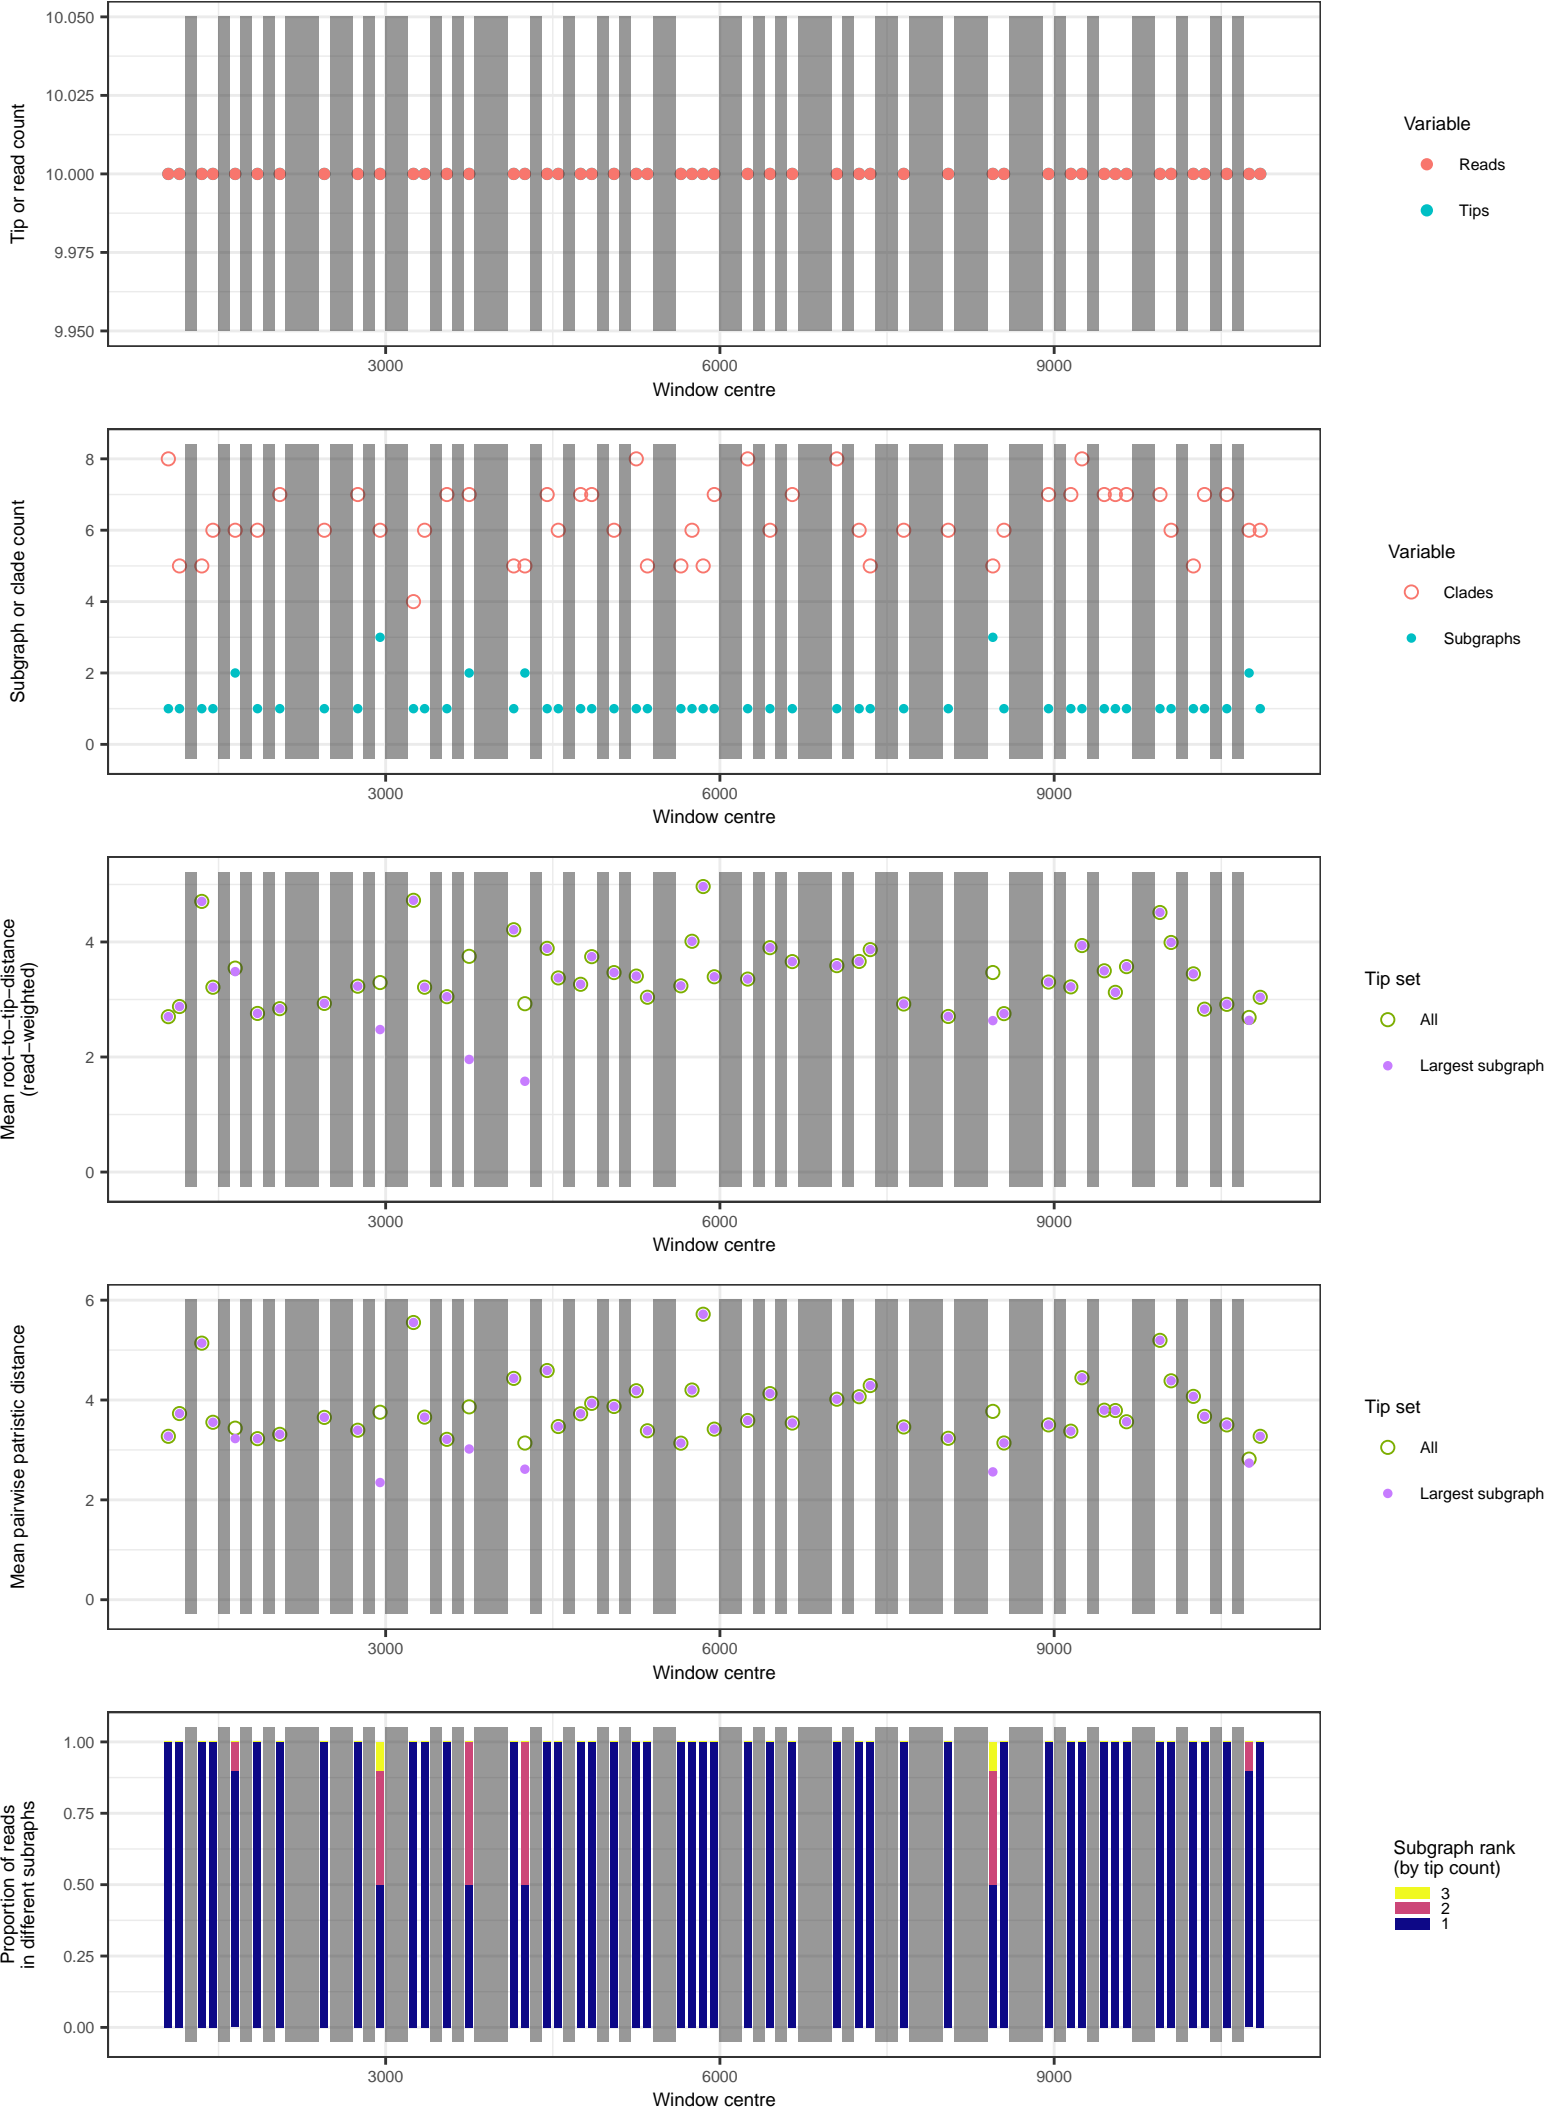 10.050
10.025
10.000
9.975
9.950
Tip or read count
3000
6000
9000
Window centre
Variable
Reads
Tips
8
6
4
2
0
Subgraph or clade count
3000
6000
9000
Window centre
Variable
Clades
Subgraphs
4
2
0
Mean root−to−tip−distance
(read−weighted)
3000
6000
9000
Window centre
Tip set
All
Largest subgraph
6
4
2
0
Mean pairwise patristic distance
3000
6000
9000
Window centre
Tip set
All
Largest subgraph
1.00
0.75
0.50
0.25
0.00
Proportion of reads
in different subraphs
3000
6000
9000
Window centre
Subgraph rank
(by tip count)
3
2
1